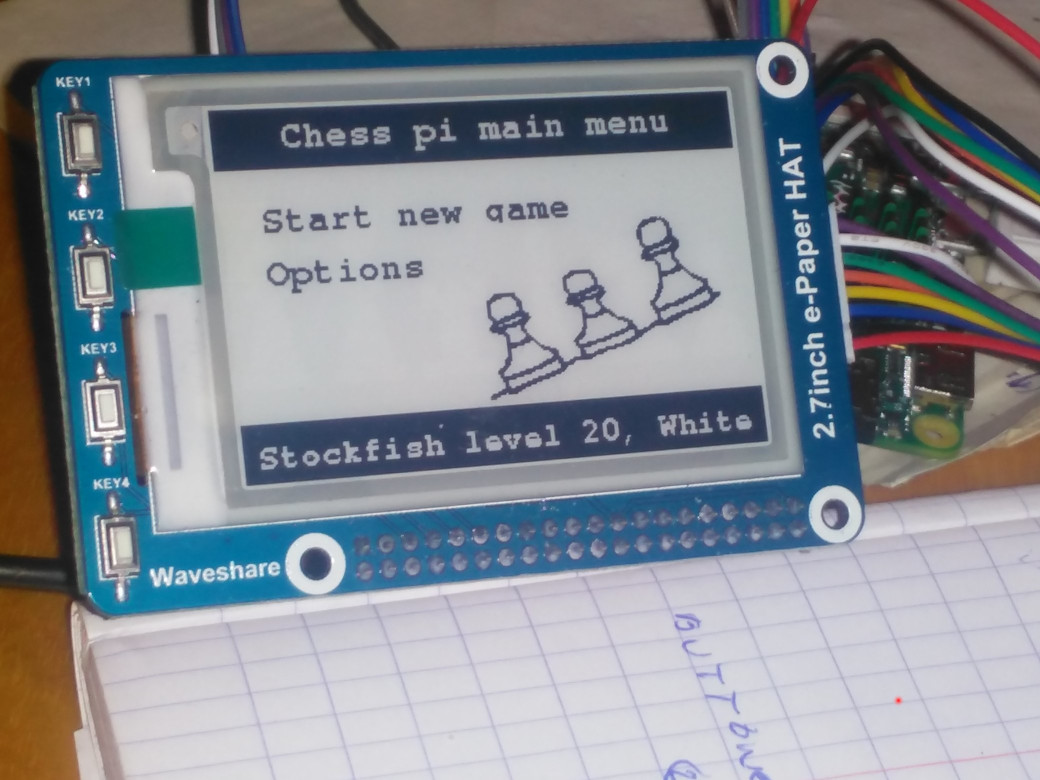 KEY1
KEY2
KEY3
KEY4
Chess pi main menu
Start new game
Options
Stockfish level 20, White
Waveshare
2.7inch e-Paper HAT